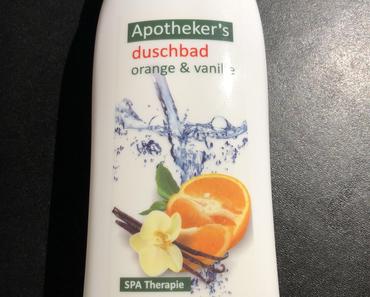 Apotheker's
duschbad
orange & vanille
SPA Therapie